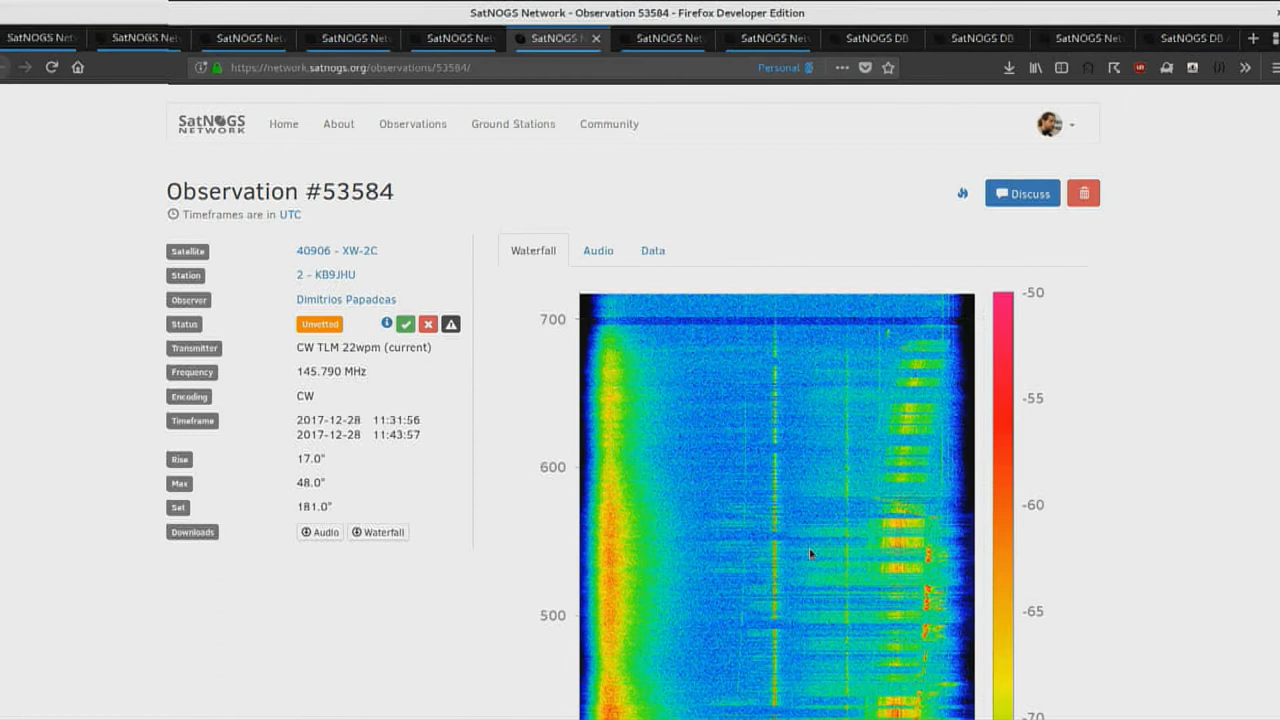 SatNOGS Network - Observation 53584 - Firefox Developer Edition
SatNOGS Net SatNOGS Net SatNOGS Net SatNOGS Net SatNOGS Net SatNOGS N SatNOGS Net SatNOGS Net SatNOGS DB SatNOGS DB SatNOGS Net SatNOGS DB
https://network.satnogs.org/observations/53584/ Personal
SatNOGS NETWORK Home About Observations Ground Stations Community
Observation #53584
Discuss
Timeframes are in UTC
Satellite 40906 - XW-2C
Station 2 - KB9JHU
Observer Dimitrios Papadeas
Status Unvetted
Transmitter CW TLM 22wpm (current)
Frequency 145.790 MHz
Encoding CW
Timeframe 2017-12-28 11:31:56
2017-12-28 11:43:57
Rise 17.0°
Max 48.0°
Set 181.0°
Downloads Audio Waterfall
Waterfall Audio Data
700
600
500
-50
-55
-60
-65
-70